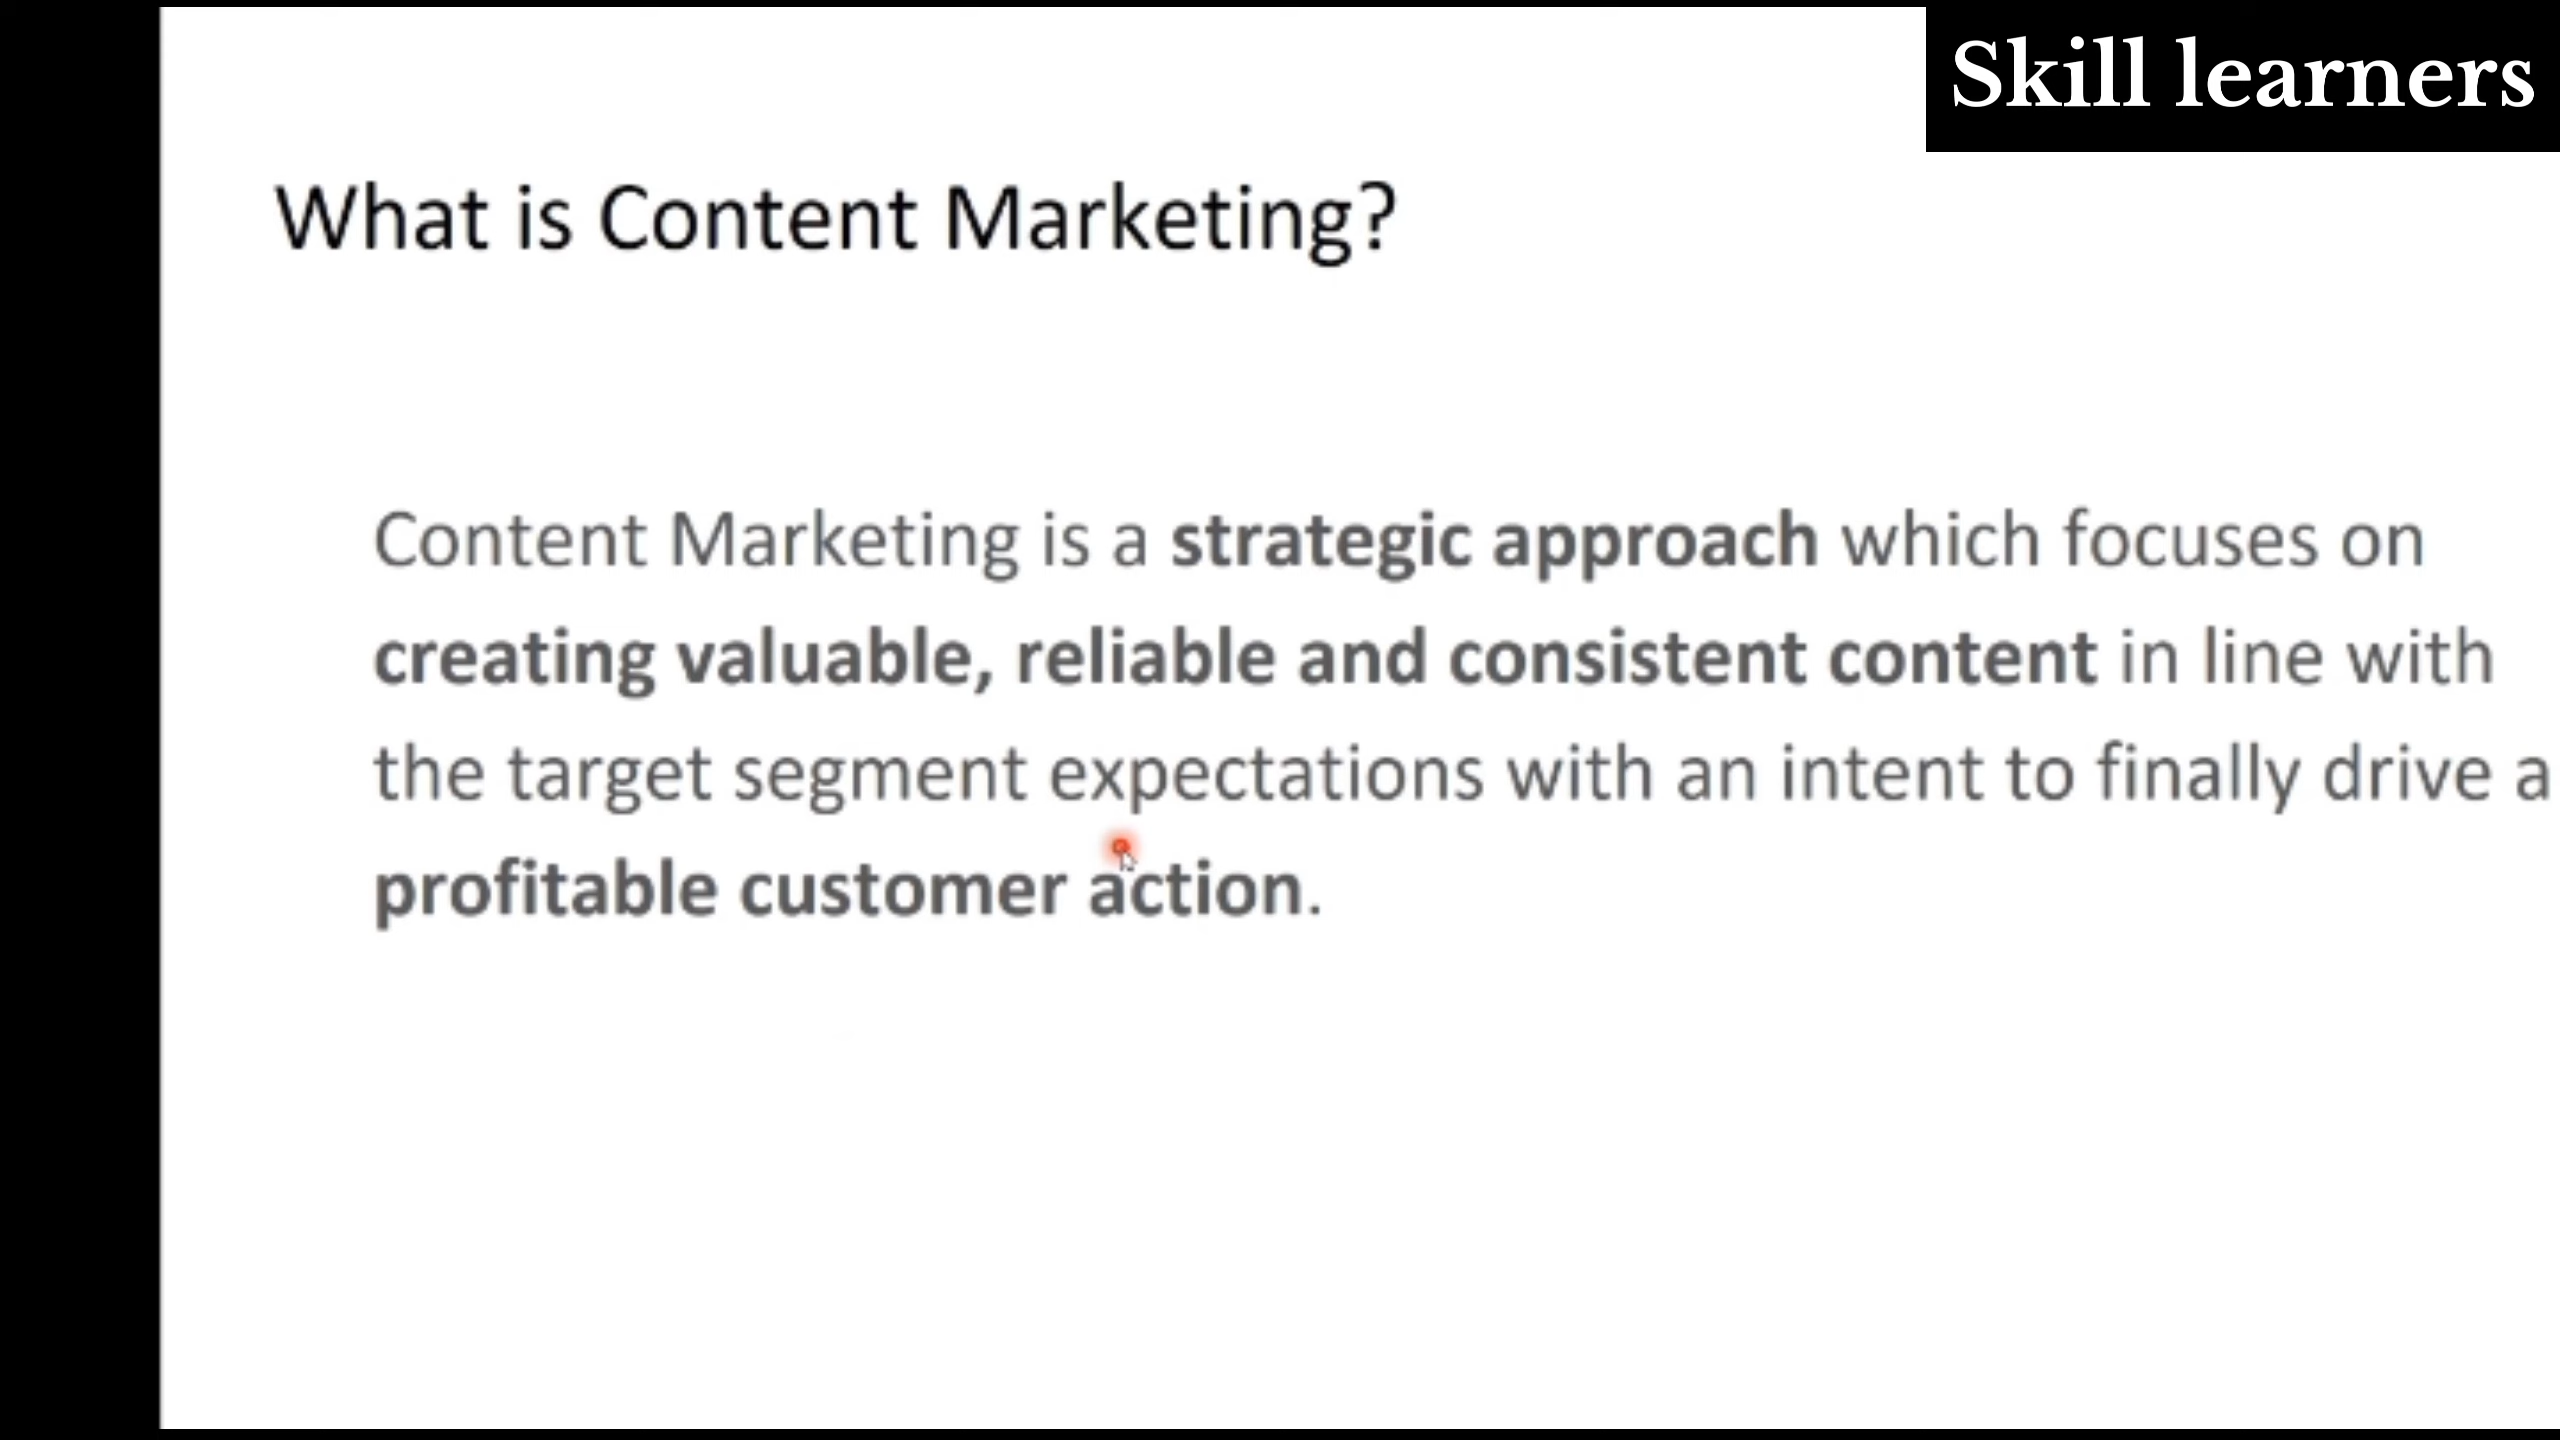 Skill learners
What is Content Marketing?
Content Marketing is a strategic approach which focuses on
creating valuable, reliable and consistent content in line with
the target segment expectations with an intent to finally drive a
profitable customer action.